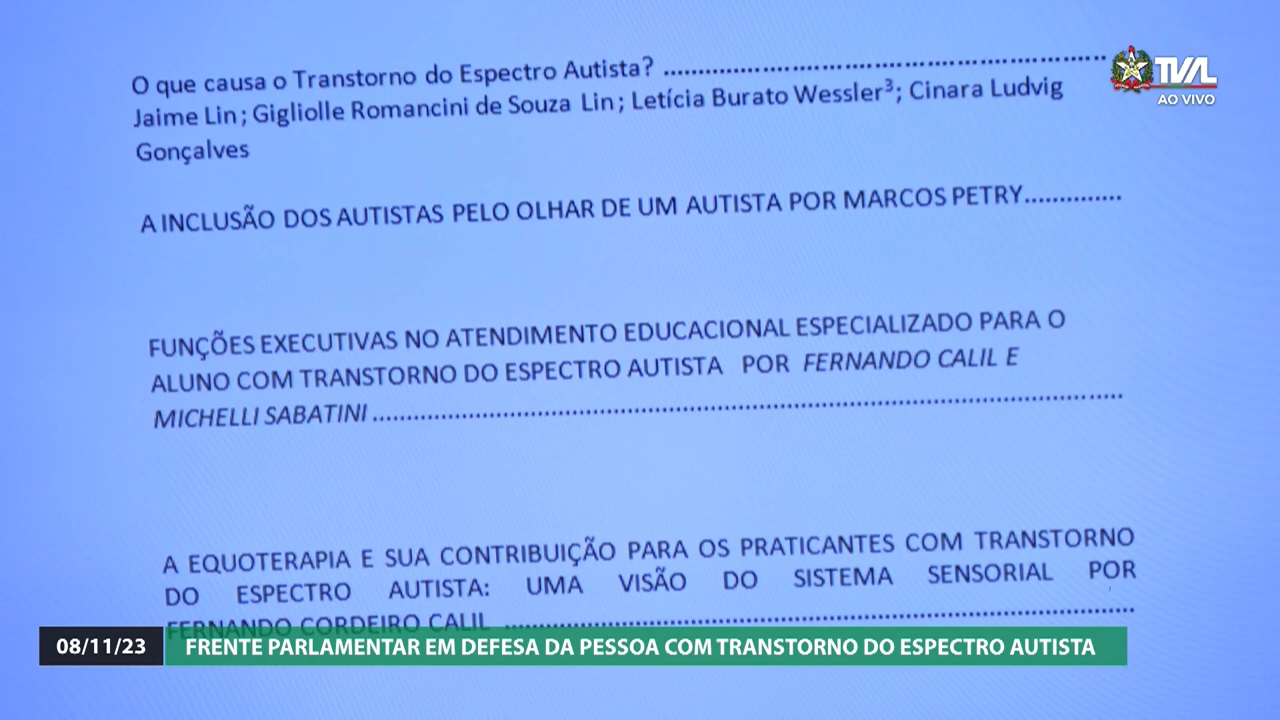 O que causa o Transtorno do Espectro Autista? ........................................................
Jaime Lin; Gigliolle Romancini de Souza Lin; Letícia Burato Wessler³; Cinara Ludvig
Gonçalves
A INCLUSÃO DOS AUTISTAS PELO OLHAR DE UM AUTISTA POR MARCOS PETRY..............
FUNÇÕES EXECUTIVAS NO ATENDIMENTO EDUCACIONAL ESPECIALIZADO PARA O
ALUNO COM TRANSTORNO DO ESPECTRO AUTISTA POR FERNANDO CALIL E
MICHELLI SABATINI ..............................................................................................
A EQUOTERAPIA E SUA CONTRIBUIÇÃO PARA OS PRATICANTES COM TRANSTORNO
DO ESPECTRO AUTISTA: UMA VISÃO DO SISTEMA SENSORIAL POR
FERNANDO CORDEIRO CALIL ................................................................................
TVAL
AO VIVO
08/11/23
FRENTE PARLAMENTAR EM DEFESA DA PESSOA COM TRANSTORNO DO ESPECTRO AUTISTA